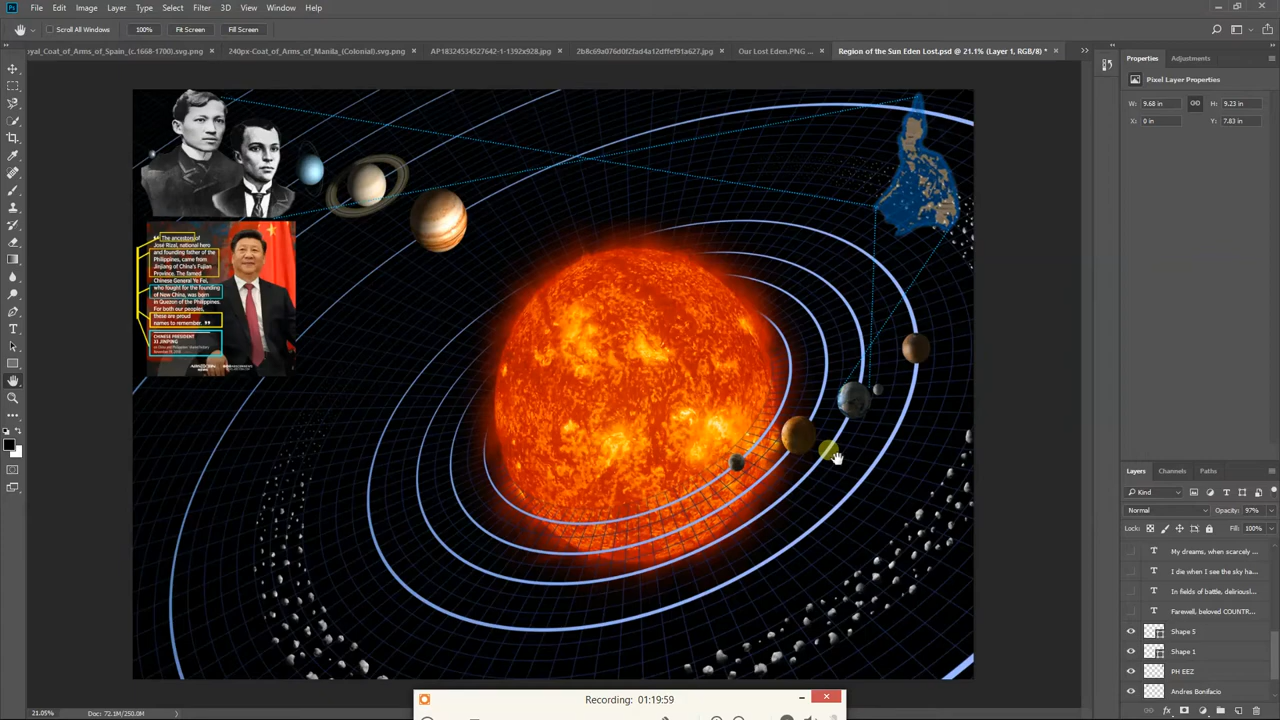 File Edit Image Layer Type Select Filter 3D View Window Help
Scroll All Windows 100% Fit Screen Fill Screen
oyal_Coat_of_Arms_of_Spain_(c.1668-1700).svg.png × 240px-Coat_of_Arms_of_Manila_(Colonial).svg.png × AP18324534527642-1-1392x928.jpg × 2b8c69a076d0f2fad4a12dffef91a627.jpg × Our Lost Eden.PNG ... × Region of the Sun Eden Lost.psd @ 21.1% (Layer 1, RGB/8) * ×
Properties Adjustments
Pixel Layer Properties
W: 9.68 in H: 9.23 in
X: 0 in Y: 7.83 in
“ The ancestors of
José Rizal, national hero
and founding father of the
Philippines, came from
Jinjiang of China's Fujian
Province. The famed
Chinese General Ye Fei,
who fought for the founding
of New China, was born
in Quezon of the Philippines.
For both our peoples,
these are proud
names to remember. ”
CHINESE PRESIDENT
XI JINPING
Layers Channels Paths
Kind
Normal Opacity: 97%
Lock: Fill: 100%
T My dreams, when scarcely ...
T I die when I see the sky ha...
T In fields of battle, deliriousl...
T Farewell, beloved COUNTR...
Shape 5
Shape 1
PH EEZ
Andres Bonifacio
fx
21.05% Doc: 72.1M/250.0M
Recording: 01:19:59